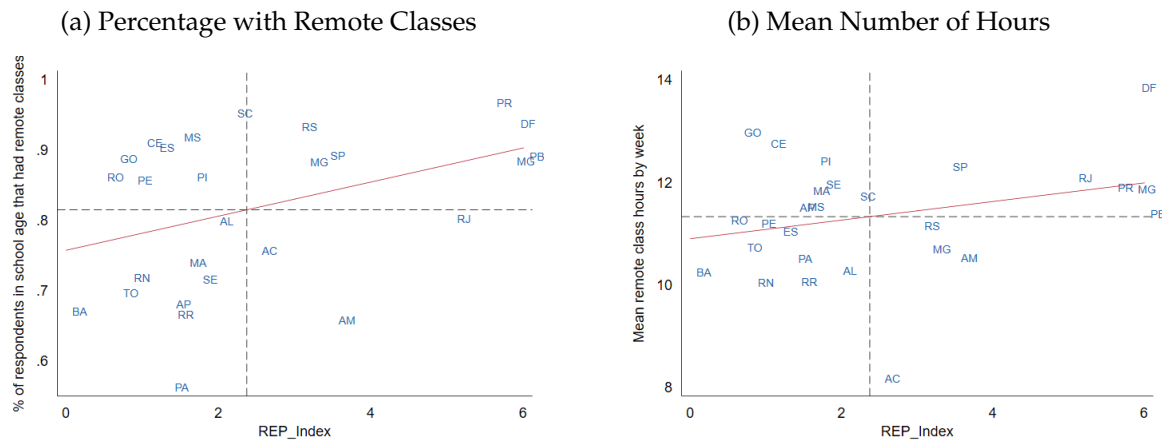 (a) Percentage with Remote Classes
% of respondents in school age that had remote classes
1
.9
.8
.7
.6
PR
SC
DF
RS
MS
CE
ES
SP
PB
GO
MG
MG
RO
PE
PI
AL
RJ
AC
MA
RN
SE
TO
AP
BA
RR
AM
PA
0 2 4 6
REP_Index
(b) Mean Number of Hours
Mean remote class hours by week
14
12
10
8
DF
GO
CE
PI
SP
RJ
SE
MA
PR
MG
SC
AP
MS
PB
RO
PE
RS
ES
TO
MG
PA
AM
BA
AL
RN
RR
AC
0 2 4 6
REP_Index